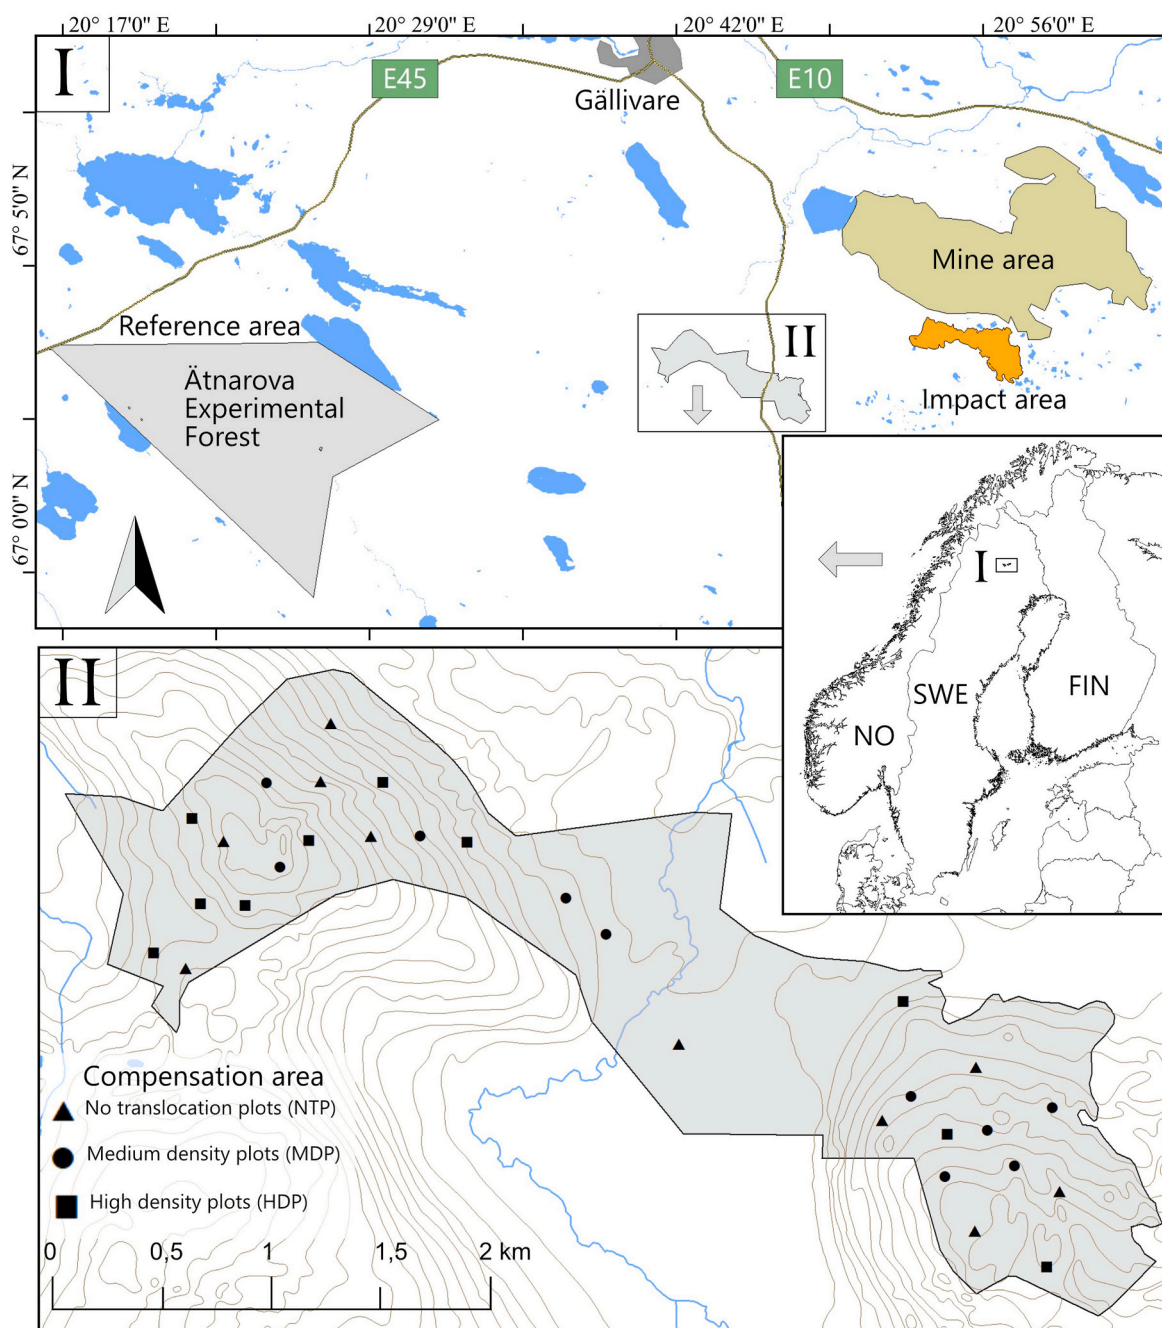 20° 17'0" E
20° 29'0" E
20° 42'0" E
20° 56'0" E
I
E45
E10
Gällivare
67° 5'0" N
Mine area
Reference area
II
Ätnarova
Experimental
Forest
Impact area
67° 0'0" N
I
SWE
FIN
NO
II
Compensation area
No translocation plots (NTP)
Medium density plots (MDP)
High density plots (HDP)
0 0,5 1 1,5 2 km